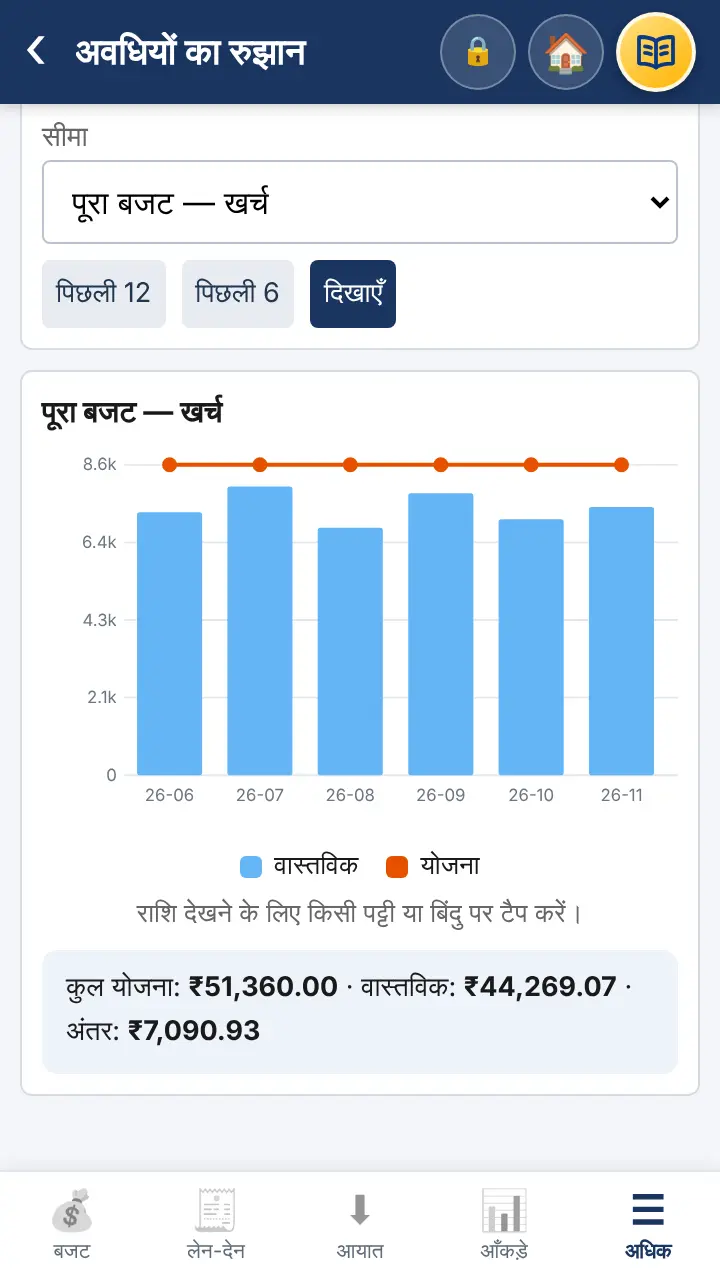 अवधियों का रुझान
सीमा
पूरा बजट — खर्च
पिछली 12
पिछली 6
दिखाएँ
पूरा बजट — खर्च
8.6k
6.4k
4.3k
2.1k
0
26-06 26-07 26-08 26-09 26-10 26-11
वास्तविक योजना
राशि देखने के लिए किसी पट्टी या बिंदु पर टैप करें।
कुल योजना: ₹51,360.00 · वास्तविक: ₹44,269.07 ·
अंतर: ₹7,090.93
बजट लेन-देन आयात आँकड़े अधिक